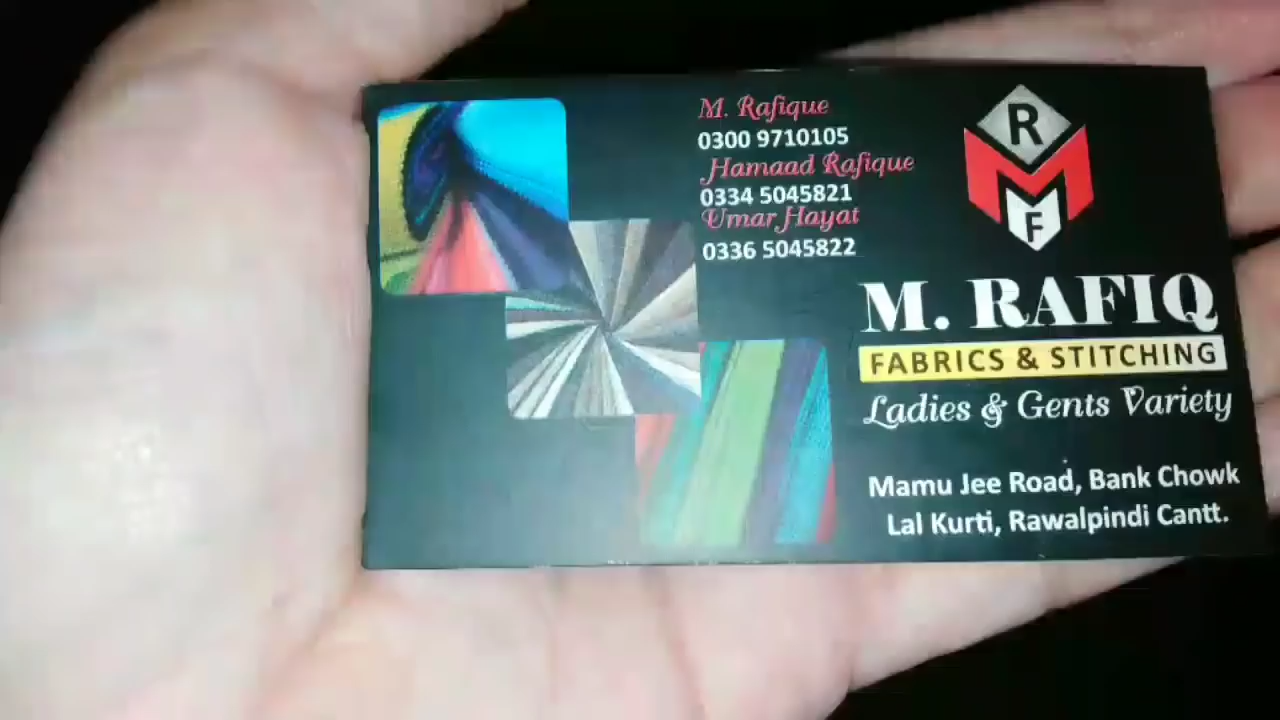 M. Rafique
0300 9710105
Hamaad Rafique
0334 5045821
Umar Hayat
0336 5045822
R
M
F
M. RAFIQ
FABRICS & STITCHING
Ladies & Gents Variety
Mamu Jee Road, Bank Chowk
Lal Kurti, Rawalpindi Cantt.